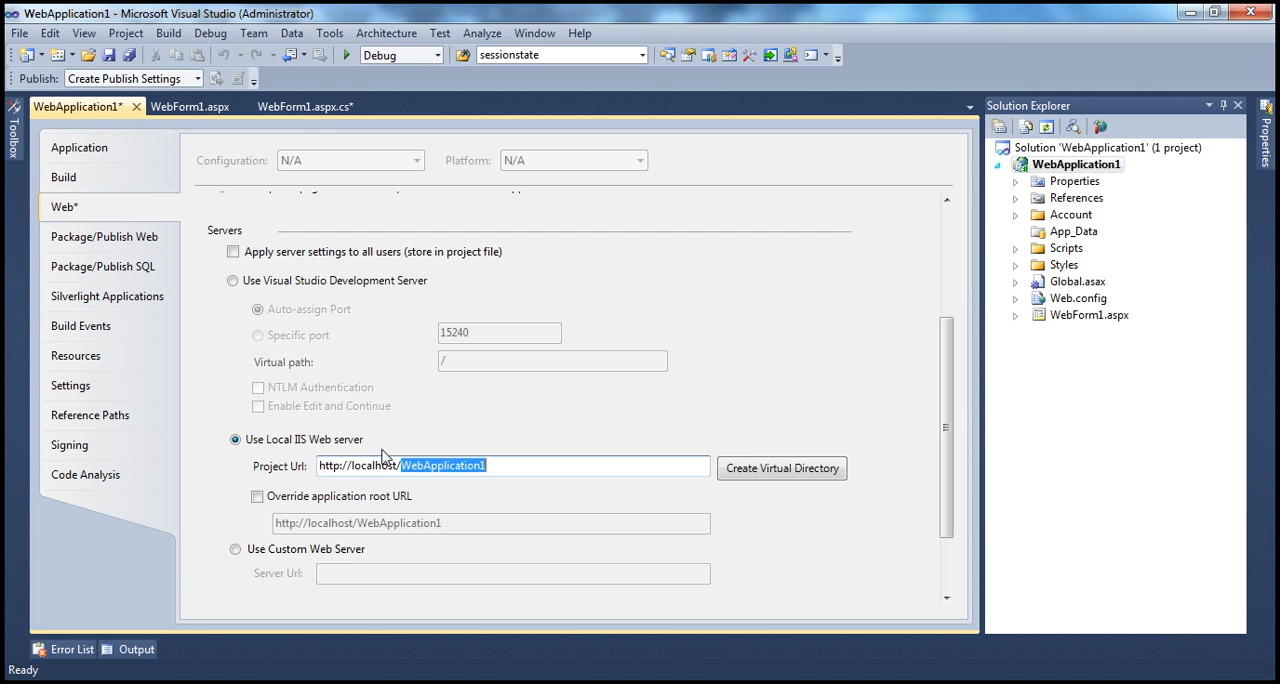 WebApplication1 - Microsoft Visual Studio (Administrator)
File Edit View Project Build Debug Team Data Tools Architecture Test Analyze Window Help
Debug sessionstate
Publish: Create Publish Settings
WebApplication1* WebForm1.aspx WebForm1.aspx.cs*
Toolbox
Application
Build
Web*
Package/Publish Web
Package/Publish SQL
Silverlight Applications
Build Events
Resources
Settings
Reference Paths
Signing
Code Analysis
Configuration: N/A Platform: N/A
Servers
Apply server settings to all users (store in project file)
Use Visual Studio Development Server
Auto-assign Port
Specific port 15240
Virtual path: /
NTLM Authentication
Enable Edit and Continue
Use Local IIS Web server
Project Url: http://localhost/WebApplication1 Create Virtual Directory
Override application root URL
http://localhost/WebApplication1
Use Custom Web Server
Server Url:
Solution Explorer
Solution 'WebApplication1' (1 project)
WebApplication1
Properties
References
Account
App_Data
Scripts
Styles
Global.asax
Web.config
WebForm1.aspx
Properties
Error List Output
Ready